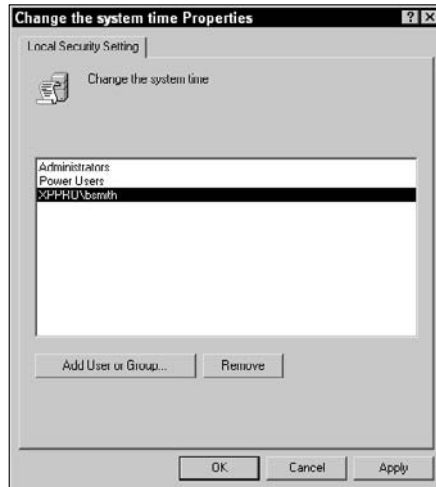 Change the system time Properties
Local Security Setting
Change the system time
Administrators
Power Users
XPPRO\bsmith
Add User or Group...
Remove
OK
Cancel
Apply